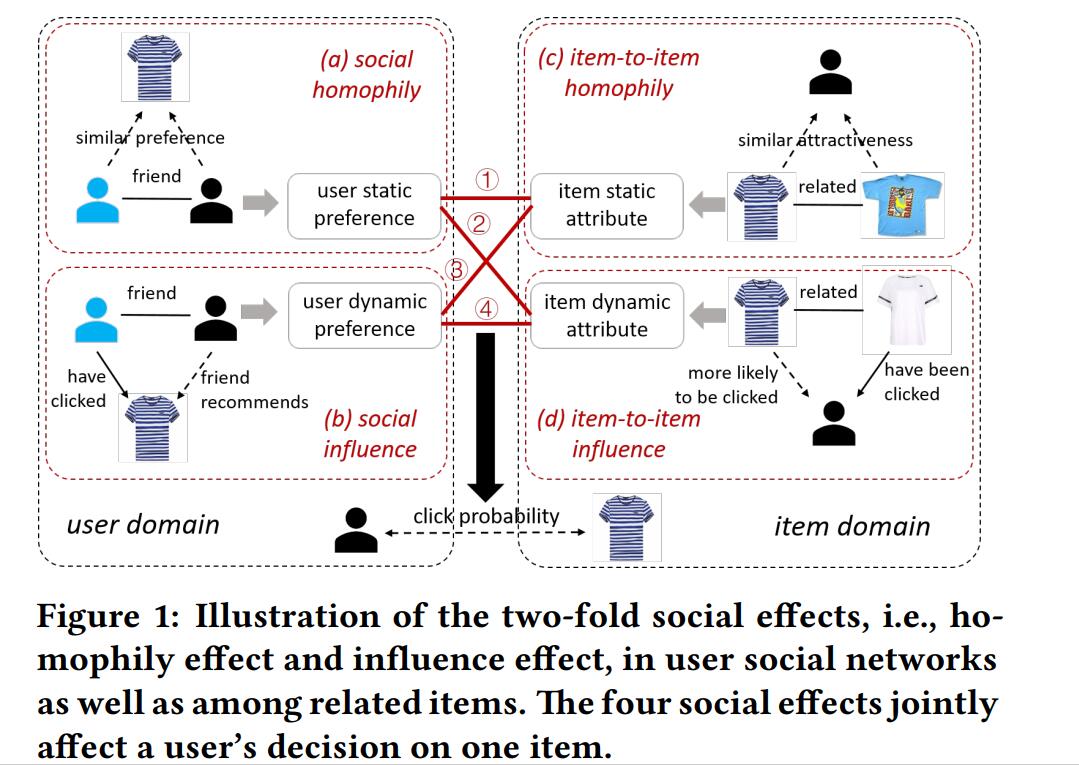 (a) social
homophily
similar preference
friend
user static
preference
friend
user dynamic
preference
have
clicked
friend
recommends
(b) social
influence
user domain
①
②
③
④
(c) item-to-item
homophily
similar attractiveness
related
item static
attribute
related
item dynamic
attribute
more likely
to be clicked
have been
clicked
(d) item-to-item
influence
item domain
click probability
Figure 1: Illustration of the two-fold social effects, i.e., ho-
mophily effect and influence effect, in user social networks
as well as among related items. The four social effects jointly
affect a user's decision on one item.